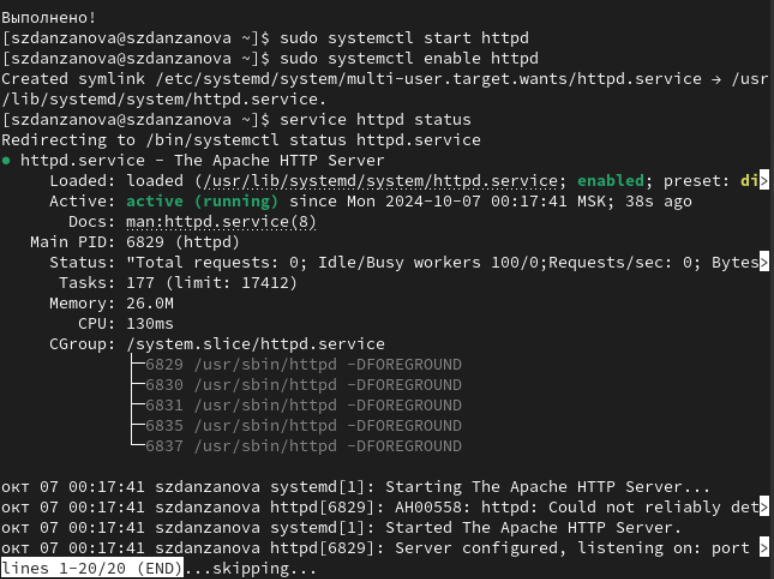 Выполнено!
[szdanzanova@szdanzanova ~]$ sudo systemctl start httpd
[szdanzanova@szdanzanova ~]$ sudo systemctl enable httpd
Created symlink /etc/systemd/system/multi-user.target.wants/httpd.service → /usr
/lib/systemd/system/httpd.service.
[szdanzanova@szdanzanova ~]$ service httpd status
Redirecting to /bin/systemctl status httpd.service
● httpd.service - The Apache HTTP Server
Loaded: loaded (/usr/lib/systemd/system/httpd.service; enabled; preset: di>
Active: active (running) since Mon 2024-10-07 00:17:41 MSK; 38s ago
Docs: man:httpd.service(8)
Main PID: 6829 (httpd)
Status: "Total requests: 0; Idle/Busy workers 100/0;Requests/sec: 0; Bytes>
Tasks: 177 (limit: 17412)
Memory: 26.0M
CPU: 130ms
CGroup: /system.slice/httpd.service
├─6829 /usr/sbin/httpd -DFOREGROUND
├─6830 /usr/sbin/httpd -DFOREGROUND
├─6831 /usr/sbin/httpd -DFOREGROUND
├─6835 /usr/sbin/httpd -DFOREGROUND
└─6837 /usr/sbin/httpd -DFOREGROUND
окт 07 00:17:41 szdanzanova systemd[1]: Starting The Apache HTTP Server...
окт 07 00:17:41 szdanzanova httpd[6829]: AH00558: httpd: Could not reliably det>
окт 07 00:17:41 szdanzanova systemd[1]: Started The Apache HTTP Server.
окт 07 00:17:41 szdanzanova httpd[6829]: Server configured, listening on: port >
lines 1-20/20 (END)...skipping...